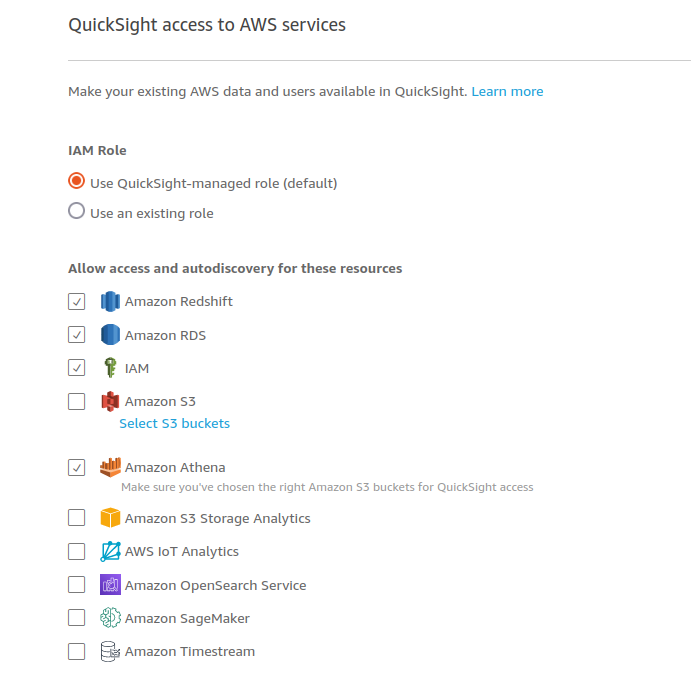 QuickSight access to AWS services
Make your existing AWS data and users available in QuickSight. Learn more
IAM Role
Use QuickSight-managed role (default)
Use an existing role
Allow access and autodiscovery for these resources
Amazon Redshift
Amazon RDS
IAM
Amazon S3
Select S3 buckets
Amazon Athena
Make sure you've chosen the right Amazon S3 buckets for QuickSight access
Amazon S3 Storage Analytics
AWS IoT Analytics
Amazon OpenSearch Service
Amazon SageMaker
Amazon Timestream